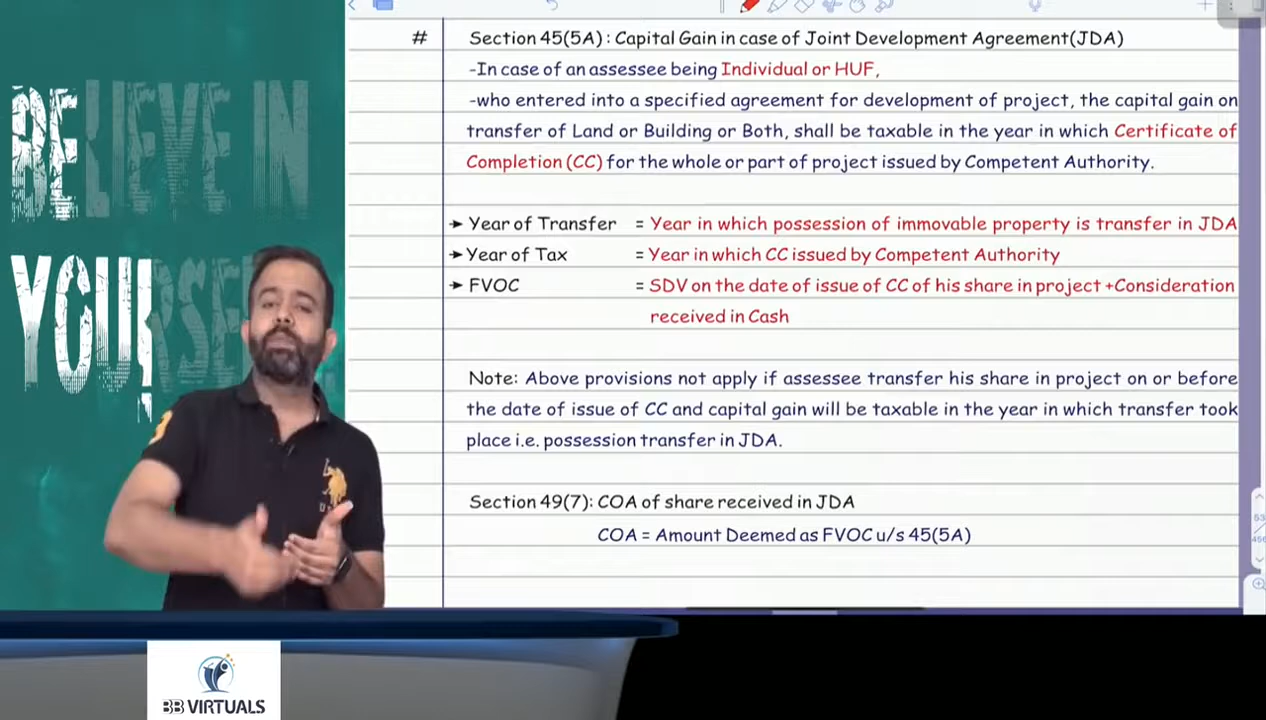 BELIEVE IN
YOURSE
# Section 45(5A) : Capital Gain in case of Joint Development Agreement(JDA)
-In case of an assessee being Individual or HUF,
-who entered into a specified agreement for development of project, the capital gain on
transfer of Land or Building or Both, shall be taxable in the year in which Certificate of
Completion (CC) for the whole or part of project issued by Competent Authority.
➔ Year of Transfer = Year in which possession of immovable property is transfer in JDA
➔ Year of Tax = Year in which CC issued by Competent Authority
➔ FVOC = SDV on the date of issue of CC of his share in project +Consideration
received in Cash
Note: Above provisions not apply if assessee transfer his share in project on or before
the date of issue of CC and capital gain will be taxable in the year in which transfer took
place i.e. possession transfer in JDA.
Section 49(7): COA of share received in JDA
COA = Amount Deemed as FVOC u/s 45(5A)
BB VIRTUALS